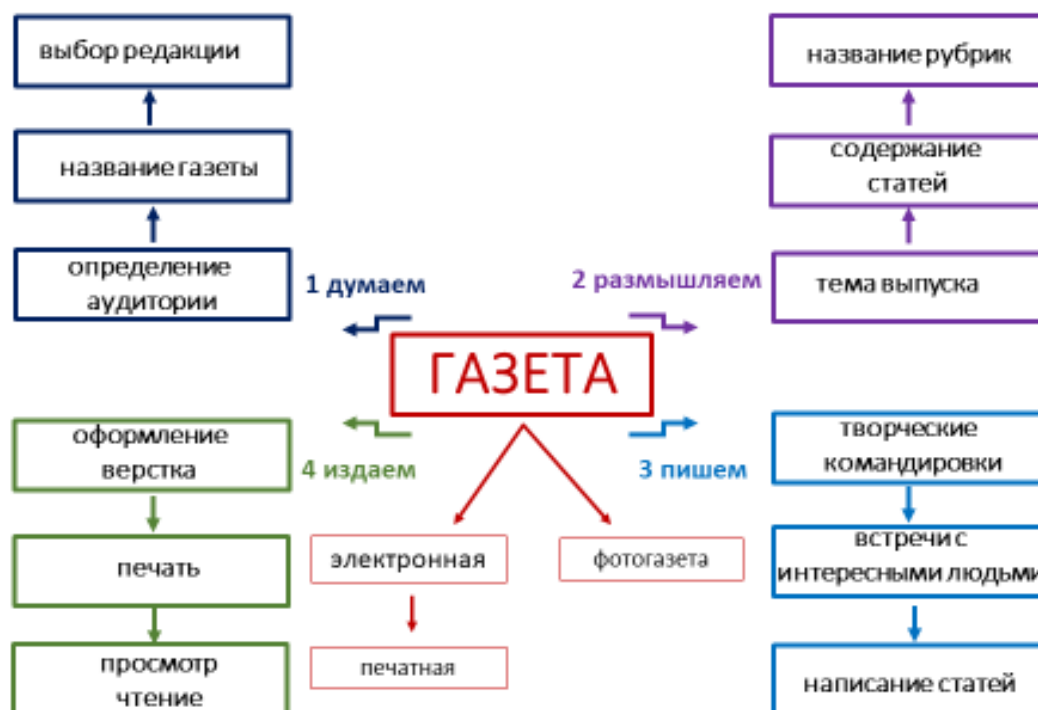 выбор редакции
название газеты
определение
аудитории
1 думаем
название рубрик
содержание
статей
тема выпуска
2 размышляем
ГАЗЕТА
оформление
верстка
4 издаем
печать
просмотр
чтение
электронная
печатная
фотогазета
3 пишем
творческие
командировки
встречи с
интересными людьми
написание статей